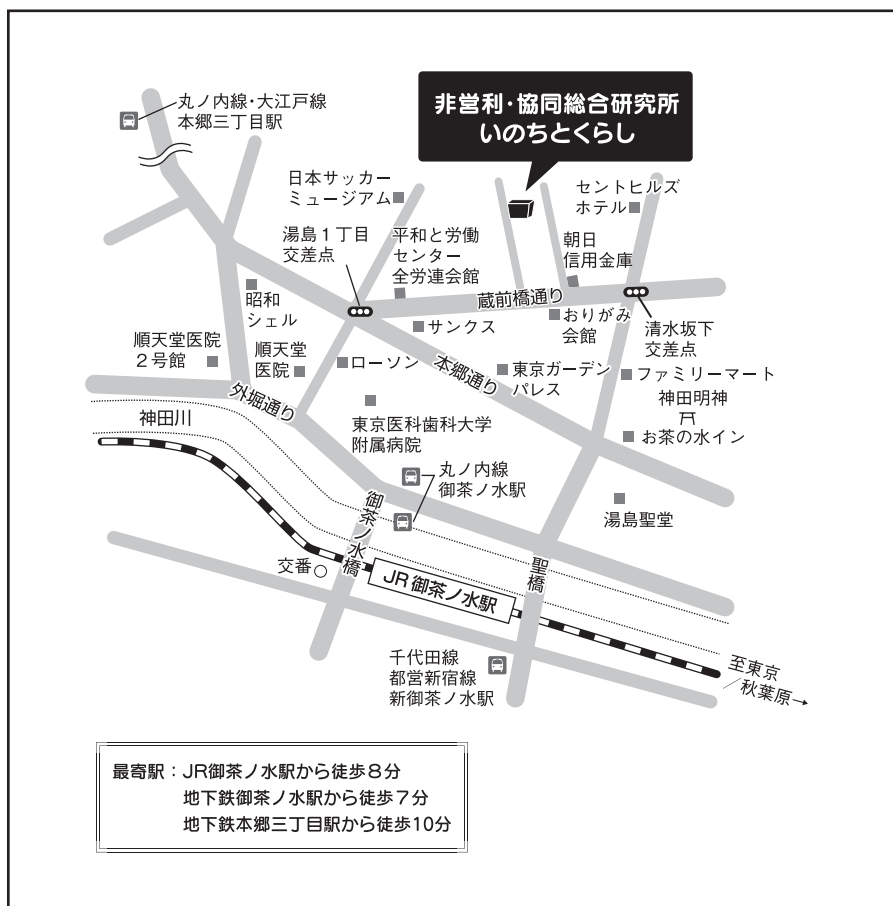 丸ノ内線・大江戸線
本郷三丁目駅
非営利・協同総合研究所
いのちとくらし
日本サッカー
ミュージアム
セントヒルズ
ホテル
湯島１丁目
交差点
平和と労働
センター
全労連会館
朝日
信用金庫
蔵前橋通り
昭和
シェル
サンクス
おりがみ
会館
清水坂下
交差点
順天堂医院
２号館
順天堂
医院
ローソン
本郷通り
東京ガーデン
パレス
ファミリーマート
神田明神
外堀通り
神田川
東京医科歯科大学
附属病院
お茶の水イン
丸ノ内線
御茶ノ水駅
湯島聖堂
御茶ノ水橋
聖橋
交番
JR御茶ノ水駅
千代田線
都営新宿線
新御茶ノ水駅
至東京
秋葉原→
最寄駅：JR御茶ノ水駅から徒歩８分
地下鉄御茶ノ水駅から徒歩７分
地下鉄本郷三丁目駅から徒歩10分